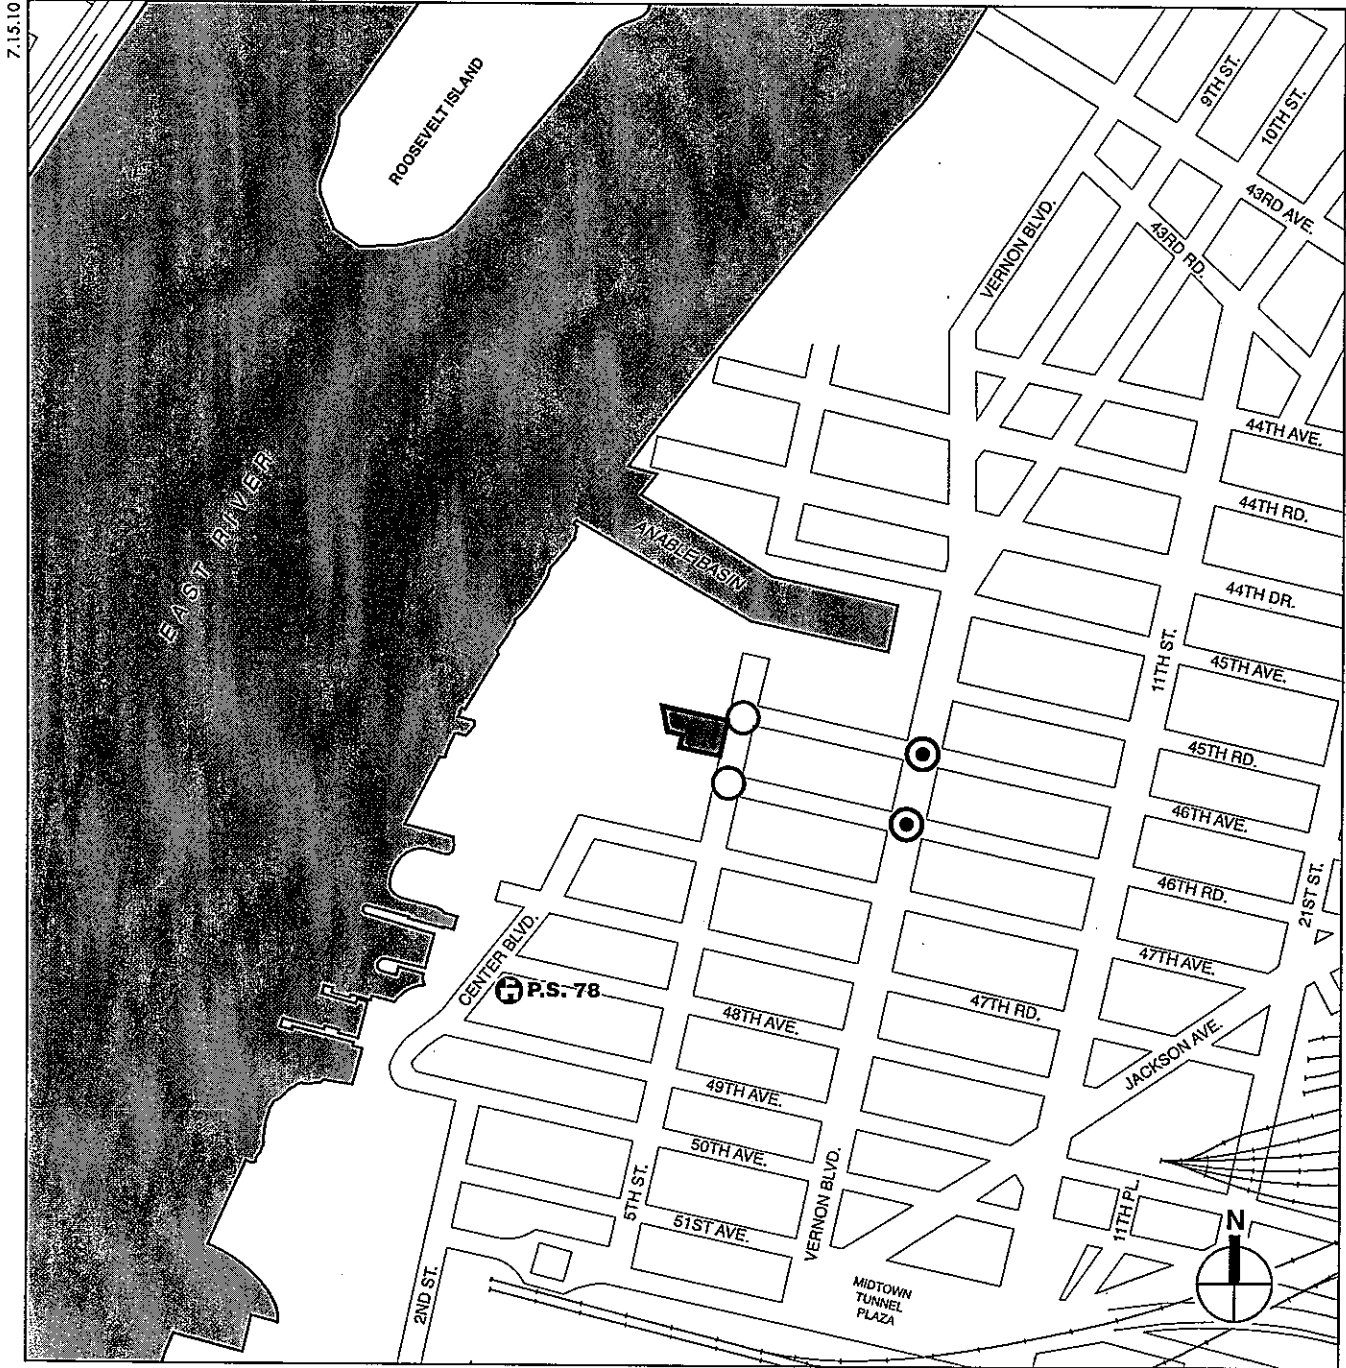 7.15.10
ROOSEVELT ISLAND
9TH ST.
10TH ST.
43RD AVE.
VERNON BLVD.
43RD RD.
44TH AVE.
EAST RIVER
44TH RD.
ANABLE BASIN
44TH DR.
11TH ST.
45TH AVE.
45TH RD.
46TH AVE.
46TH RD.
21ST ST.
CENTER BLVD.
47TH AVE.
P.S. 78
47TH RD.
48TH AVE.
JACKSON AVE.
49TH AVE.
50TH AVE.
5TH ST.
VERNON BLVD.
11TH PL.
51ST AVE.
N
2ND ST.
MIDTOWN
TUNNEL
PLAZA